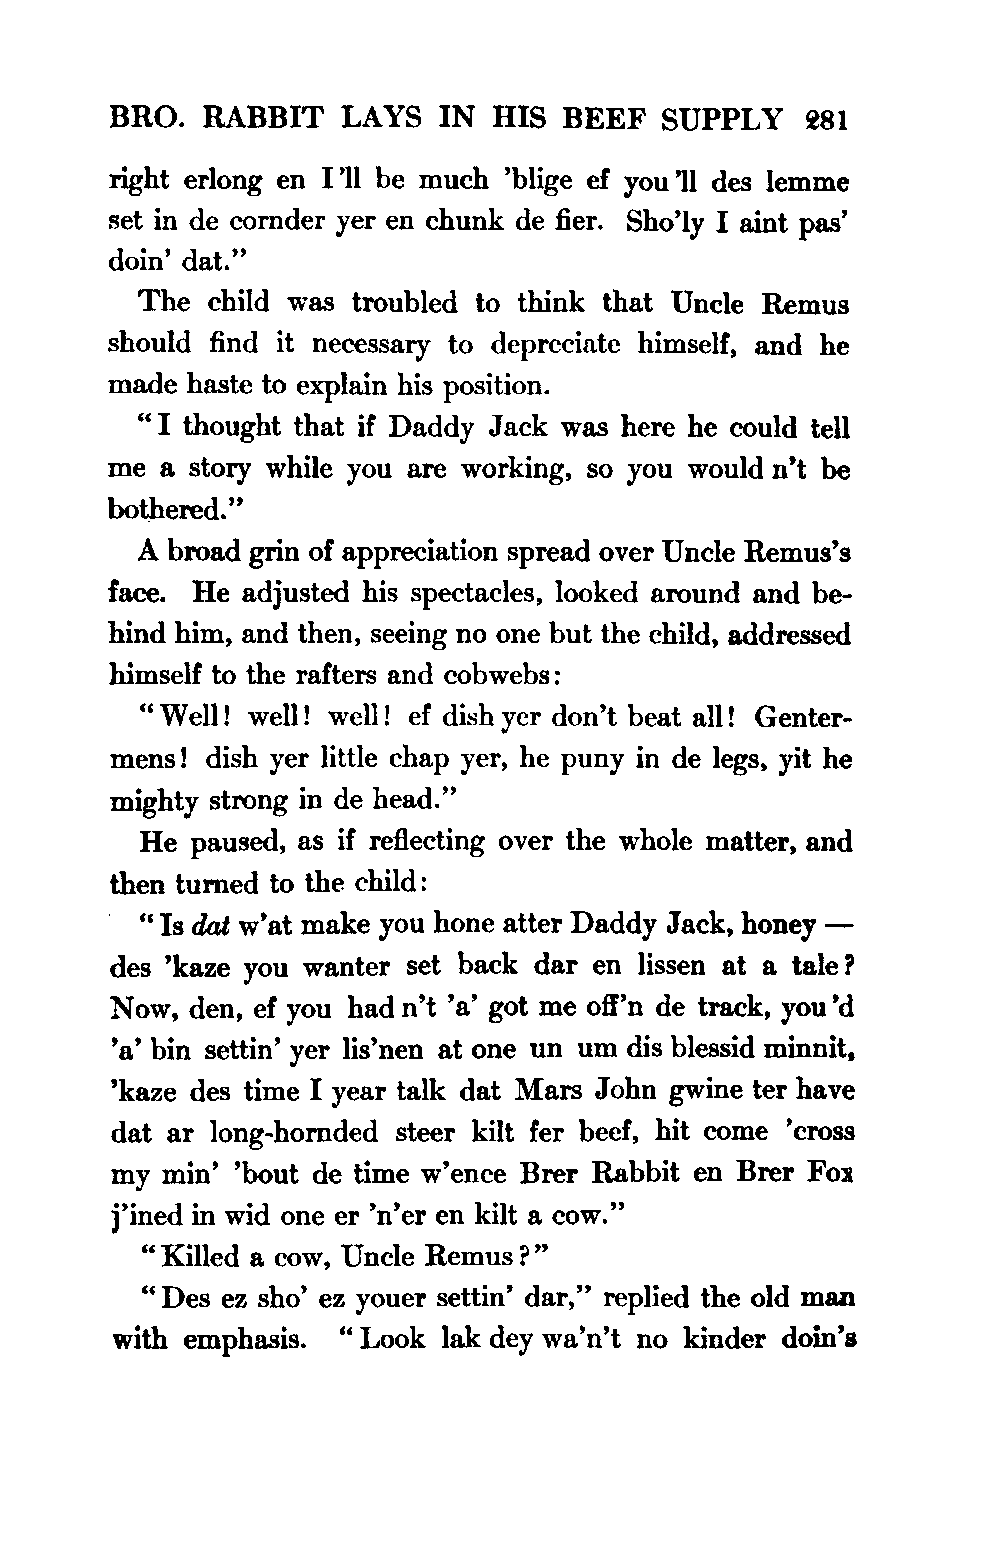 BRO. RABBIT LAYS IN HIS BEEF SUPPLY 281
right erlong en I'll be much 'blige ef you'll des lemme
set in de cornder yer en chunk de fier. Sho'ly I aint pas'
doin' dat."
The child was troubled to think that Uncle Remus
should find it necessary to depreciate himself, and he
made haste to explain his position.
"I thought that if Daddy Jack was here he could tell
me a story while you are working, so you would n't be
bothered."
A broad grin of appreciation spread over Uncle Remus's
face. He adjusted his spectacles, looked around and be-
hind him, and then, seeing no one but the child, addressed
himself to the rafters and cobwebs:
"Well! well! well! ef dish yer don't beat all! Genter-
mens! dish yer little chap yer, he puny in de legs, yit he
mighty strong in de head."
He paused, as if reflecting over the whole matter, and
then turned to the child:
"Is dat w'at make you hone atter Daddy Jack, honey —
des 'kaze you wanter set back dar en lissen at a tale?
Now, den, ef you had n't 'a' got me off'n de track, you 'd
'a' bin settin' yer lis'nen at one un um dis blessid minnit,
'kaze des time I year talk dat Mars John gwine ter have
dat ar long-hornded steer kilt fer beef, hit come 'cross
my min' 'bout de time w'ence Brer Rabbit en Brer Fox
j'ined in wid one er 'n'er en kilt a cow."
"Killed a cow, Uncle Remus?"
"Des ez sho' ez youer settin' dar," replied the old man
with emphasis. "Look lak dey wa'n't no kinder doin's